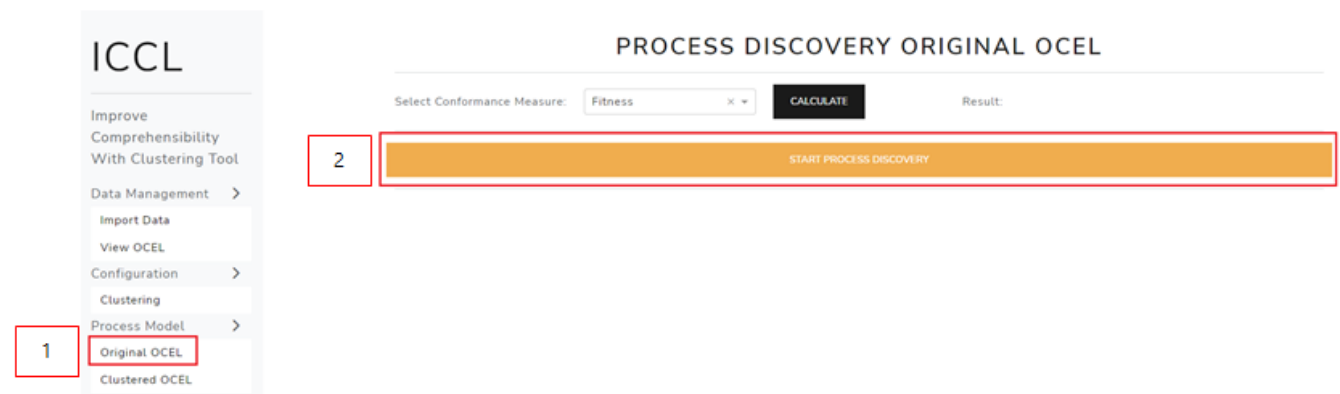 ICCL
Improve
Comprehensibility
With Clustering Tool
Data Management
Import Data
View OCEL
Configuration
Clustering
Process Model
1
Original OCEL
Clustered OCEL
PROCESS DISCOVERY ORIGINAL OCEL
Select Conformance Measure: Fitness × CALCULATE Result:
2
START PROCESS DISCOVERY